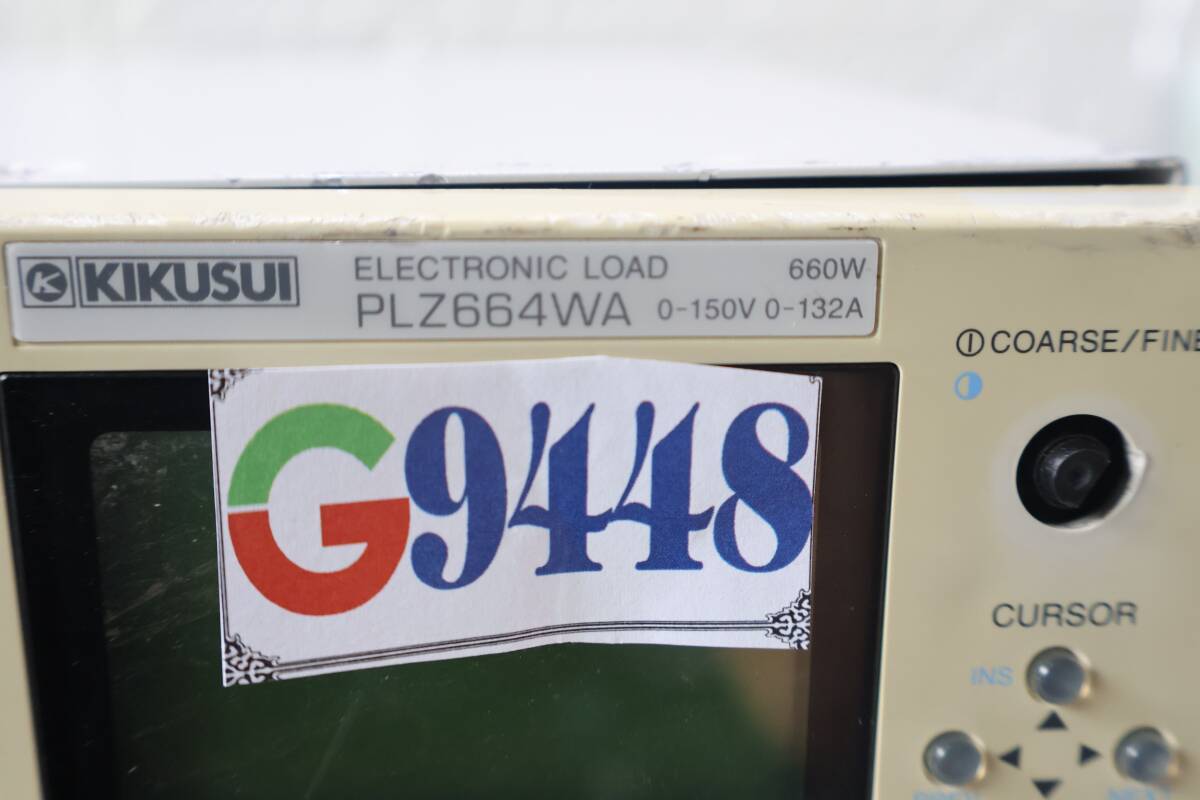 K KIKUSUI
ELECTRONIC LOAD 660W
PLZ664WA 0-150V 0-132A
COARSE/FINE
G9448
CURSOR
INS